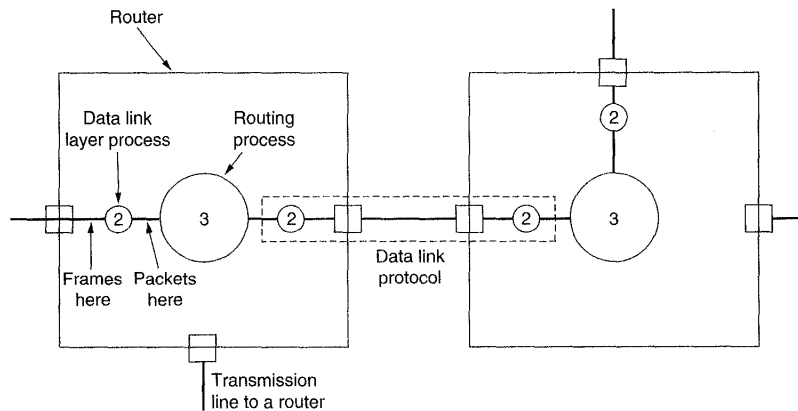 Router
Data link
layer process
Routing
process
2
2
3
2
2
3
Frames
here
Packets
here
Data link
protocol
Transmission
line to a router